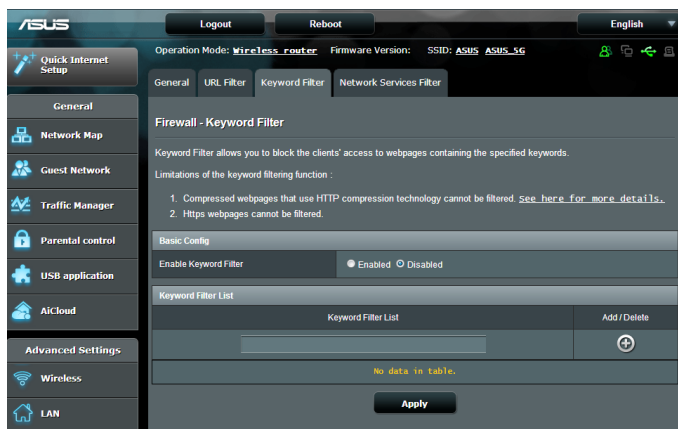 ASUS
Logout
Reboot
English
Quick Internet
Setup
Operation Mode: Wireless router Firmware Version: SSID: ASUS ASUS_5G
General
URL Filter
Keyword Filter
Network Services Filter
General
Network Map
Guest Network
Traffic Manager
Parental control
USB application
AiCloud
Advanced Settings
Wireless
LAN
Firewall - Keyword Filter
Keyword Filter allows you to block the clients' access to webpages containing the specified keywords.
Limitations of the keyword filtering function :
1. Compressed webpages that use HTTP compression technology cannot be filtered. See here for more details.
2. Https webpages cannot be filtered.
Basic Config
Enable Keyword Filter
Enabled Disabled
Keyword Filter List
Keyword Filter List
Add / Delete
No data in table.
Apply